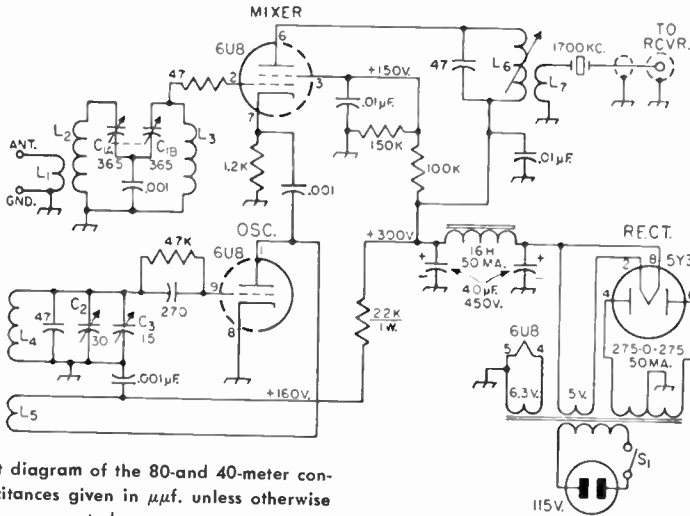 MIXER
6U8
6
2
3
7
47
L2
C1A
365
C1B
365
L3
ANT.
L1
GND.
.001
1.2K
.001
+150V.
.01µF.
150K
100K
47
L6
L7
1700KC.
TO
RCVR.
.01µF.
OSC.
6U8
1
9
8
47K
270
L4
47
C2
30
C3
15
.001µF.
L5
+160V.
+300V.
22K
1W.
16H
50 MA.
40µF.
450V.
RECT.
5Y3
2
8
4
275-0-275
50MA.
6U8
5
4
6.3V.
5V.
S1
115V.
t diagram of the 80-and 40-meter con-
citances given in µµf. unless otherwise